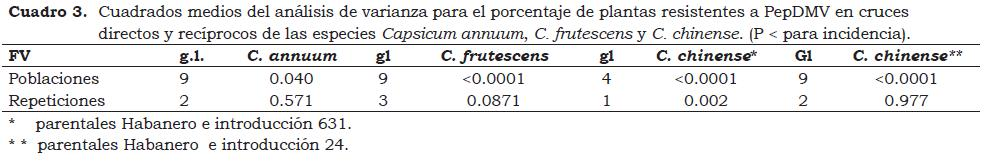 Cuadro 3. Cuadrados medios del análisis de varianza para el porcentaje de plantas resistentes a PepDMV en cruces
directos y recíprocos de las especies Capsicum annuum, C. frutescens y C. chinense. (P < para incidencia).
FV g.l. C. annuum gl C. frutescens gl C. chinense* Gl C. chinense**
Poblaciones 9 0.040 9 <0.0001 4 <0.0001 9 <0.0001
Repeticiones 2 0.571 3 0.0871 1 0.002 2 0.977
* parentales Habanero e introducción 631.
* * parentales Habanero e introducción 24.